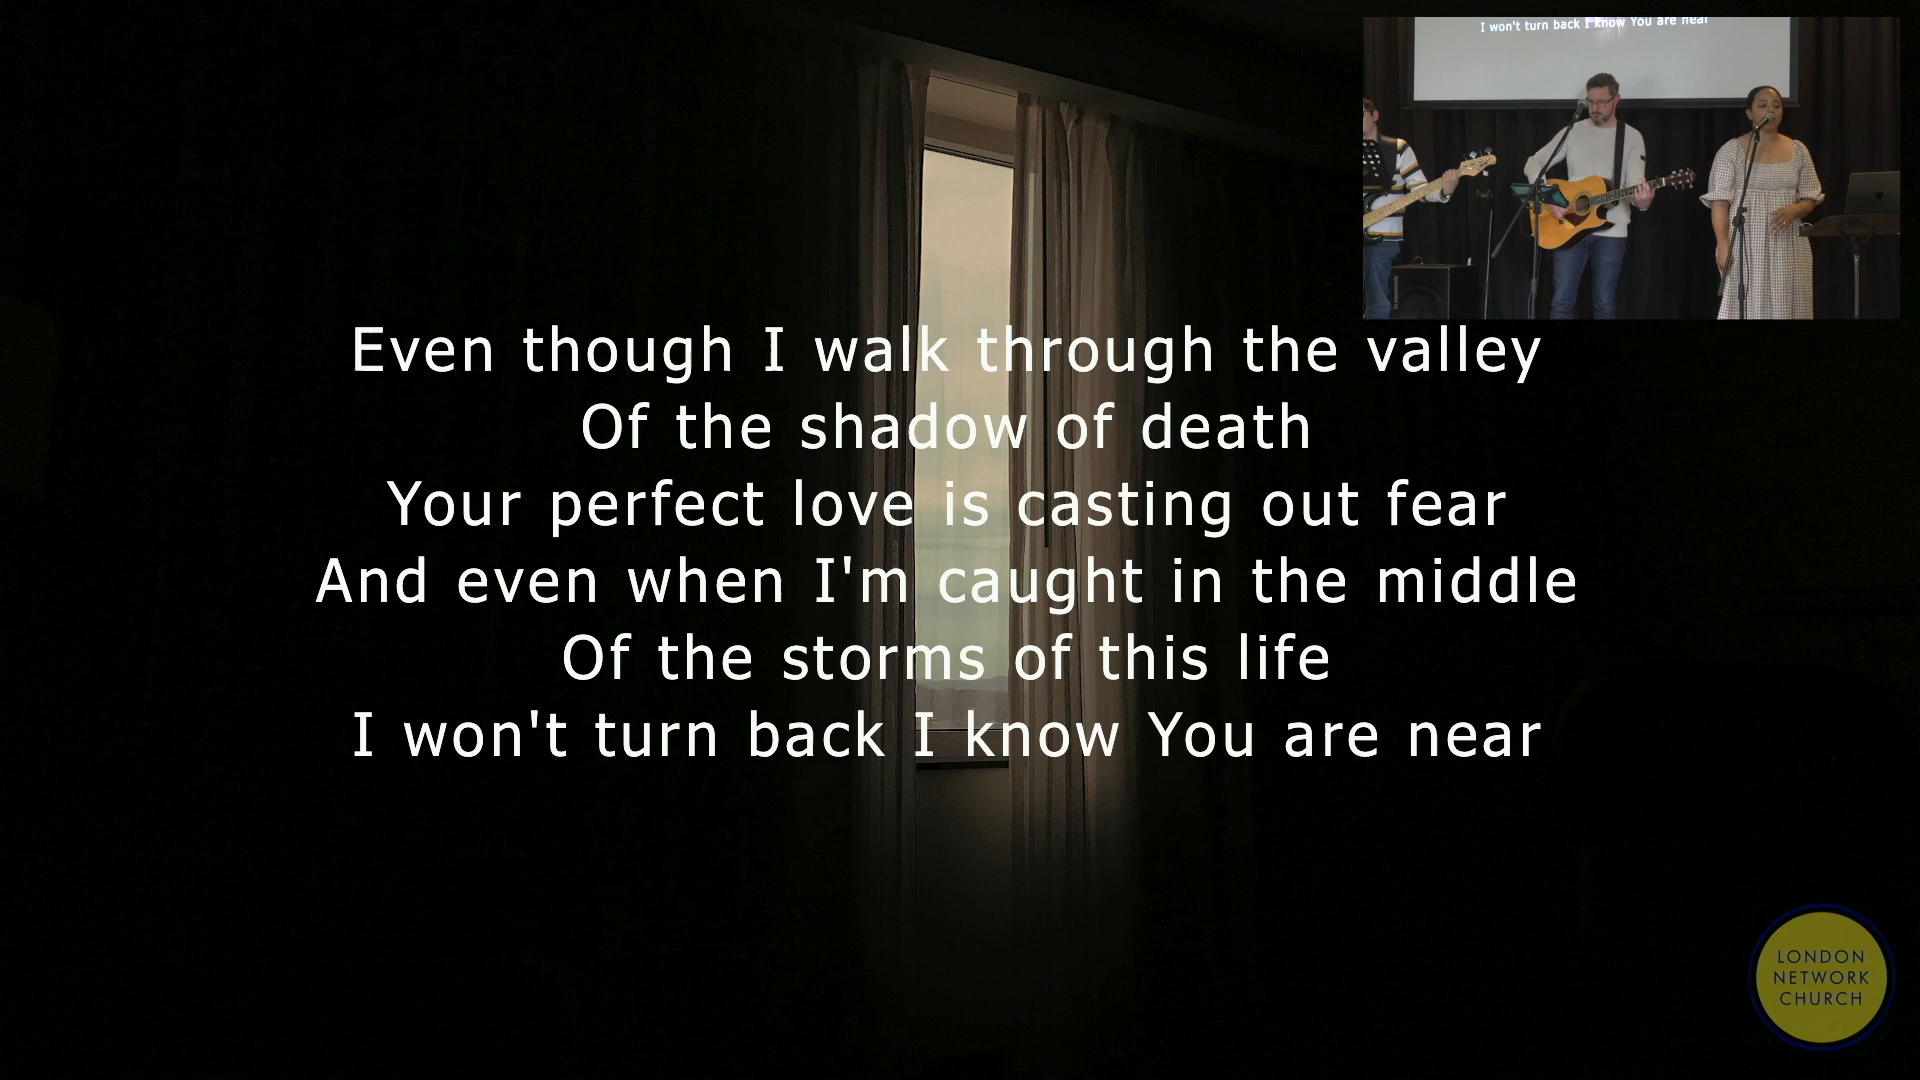 I won't turn back I know You are near
Even though I walk through the valley
Of the shadow of death
Your perfect love is casting out fear
And even when I'm caught in the middle
Of the storms of this life
I won't turn back I know You are near
LONDON
NETWORK
CHURCH